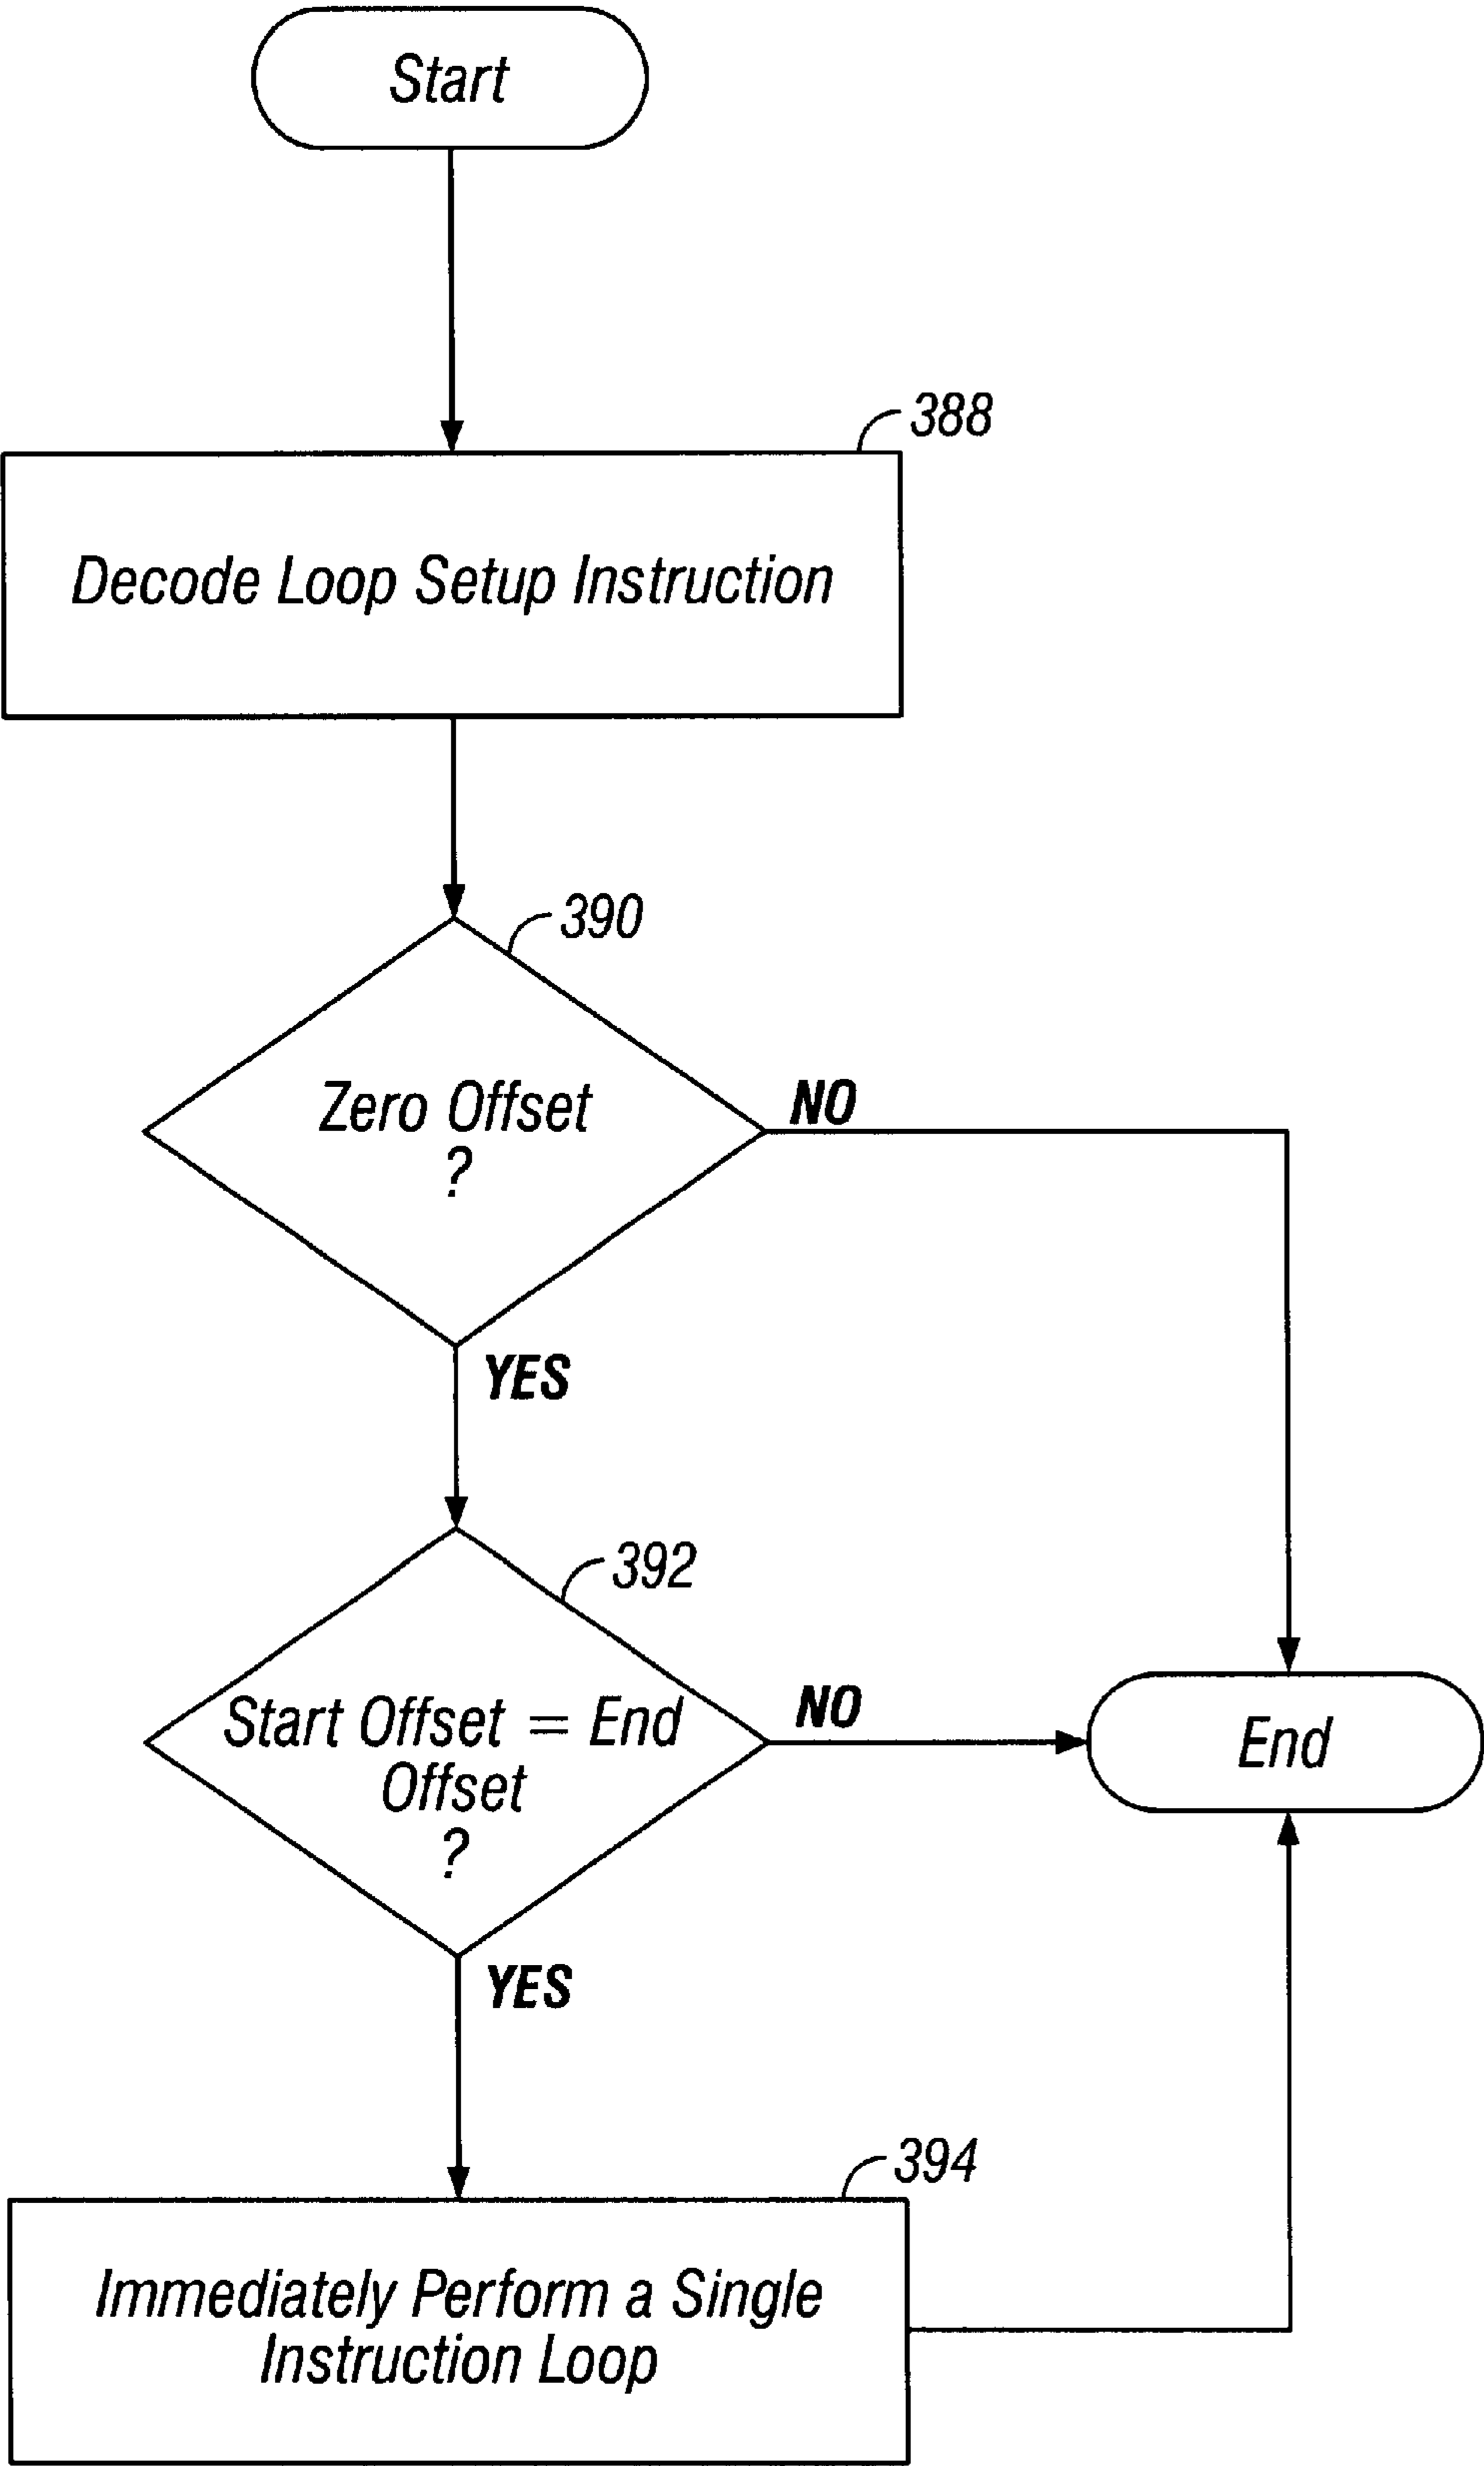 Start
388
Decode Loop Setup Instruction
390
Zero Offset
?
NO
YES
392
Start Offset = End
Offset
?
NO
End
YES
394
Immediately Perform a Single
Instruction Loop